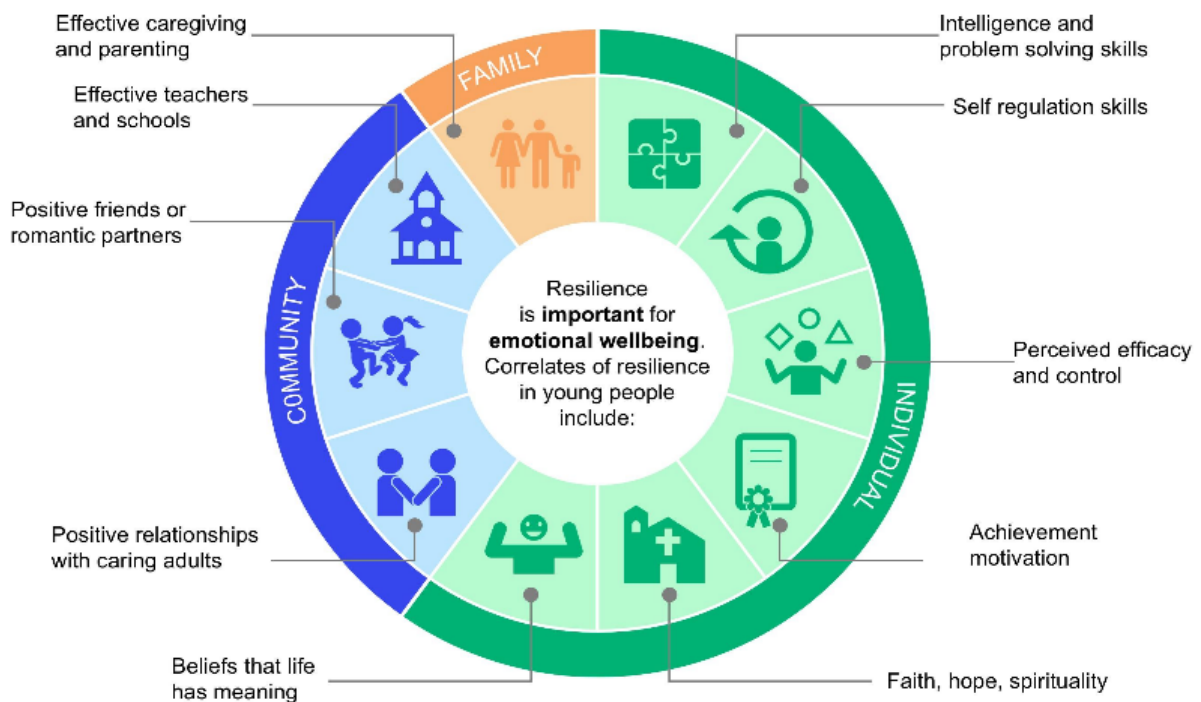 Effective caregiving
and parenting
Effective teachers
and schools
Positive friends or
romantic partners
Positive relationships
with caring adults
Beliefs that life
has meaning
FAMILY
COMMUNITY
INDIVIDUAL
Resilience
is important for
emotional wellbeing.
Correlates of resilience
in young people
include:
Intelligence and
problem solving skills
Self regulation skills
Perceived efficacy
and control
Achievement
motivation
Faith, hope, spirituality